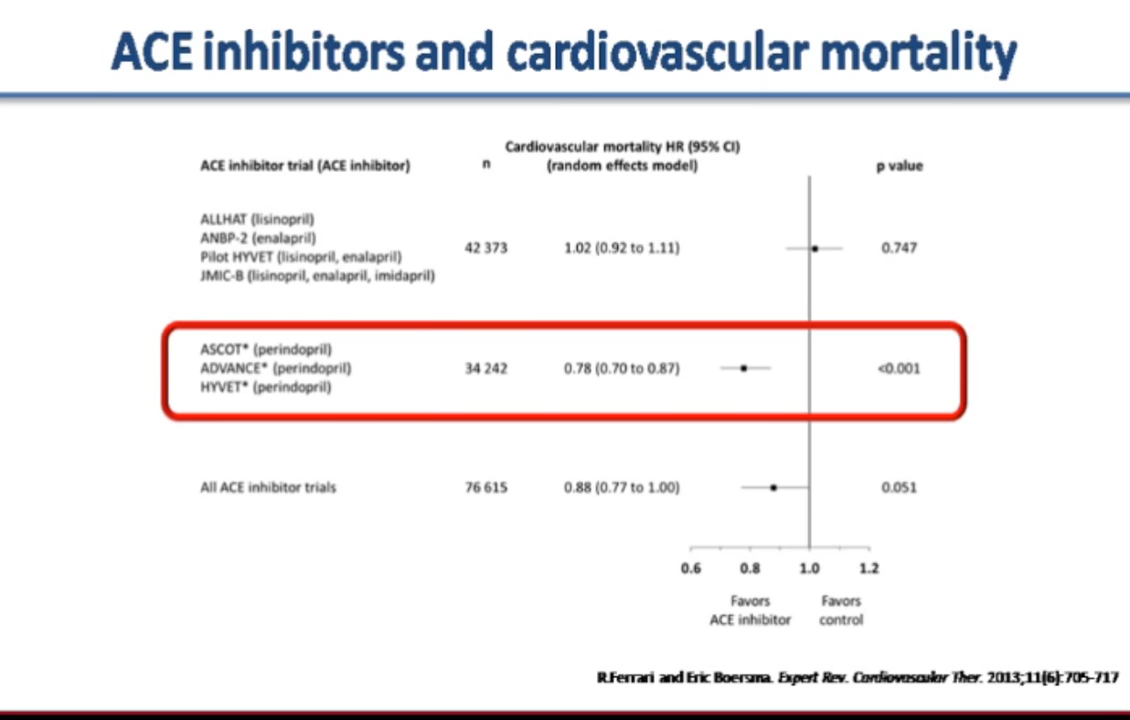 ACE inhibitors and cardiovascular mortality
Cardiovascular mortality HR (95% CI)
ACE inhibitor trial (ACE inhibitor) n (random effects model) p value
ALLHAT (lisinopril)
ANBP-2 (enalapril)
42 373 1.02 (0.92 to 1.11) 0.747
Pilot HYVET (lisinopril, enalapril)
JMIC-B (lisinopril, enalapril, imidapril)
ASCOT* (perindopril)
ADVANCE* (perindopril) 34 242 0.78 (0.70 to 0.87) <0.001
HYVET* (perindopril)
All ACE inhibitor trials 76 615 0.88 (0.77 to 1.00) 0.051
0.6 0.8 1.0 1.2
Favors Favors
ACE inhibitor control
R.Ferrari and Eric Boersma. Expert Rev. Cardiovascular Ther. 2013;11(6):705-717